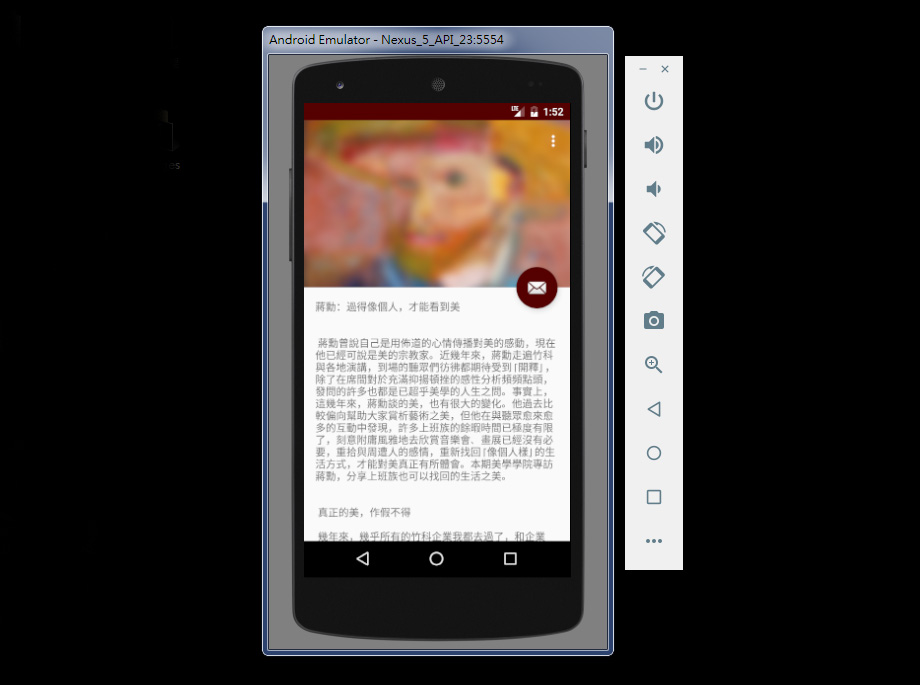 Android Emulator - Nexus_5_API_23:5554
LTE 1:52
蔣勳：過得像個人，才能看到美
蔣勳曾說自己是用佈道的心情傳播對美的感動，現在
他已經可說是美的宗教家。近幾年來，蔣勳走遍竹科
與各地演講，到場的聽眾們彷彿都期待受到「開釋」，
除了在席間對於充滿抑揚頓挫的感性分析頻頻點頭，
發問的許多也都是已超乎美學的人生之問。事實上，
這幾年來，蔣勳談的美，也有很大的變化。他過去比
較偏向幫助大家賞析藝術之美，但他在與聽眾愈來愈
多的互動中發現，許多上班族的餘暇時間已極度有限
了，刻意附庸風雅地去欣賞音樂會、畫展已經沒有必
要，重拾與周遭人的感情，重新找回「像個人樣」的生
活方式，才能對美真正有所體會。本期美學學院專訪
蔣勳，分享上班族也可以找回的生活之美。
真正的美，作假不得
幾年來，幾乎所有的竹科企業我都去過了，和企業